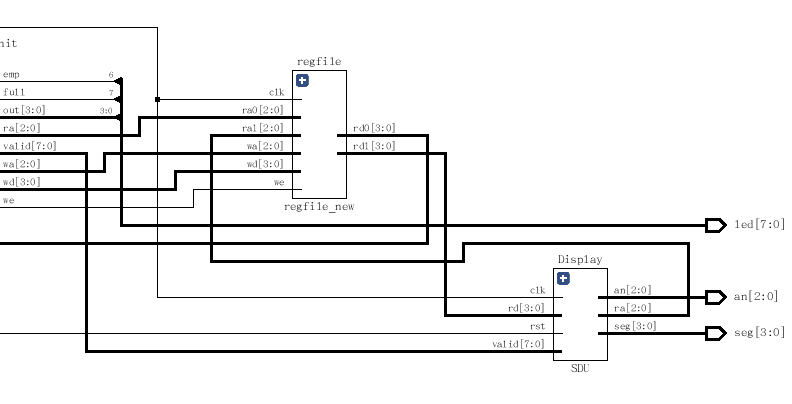 nit
emp
6
full
7
out[3:0]
3:0
ra[2:0]
valid[7:0]
wa[2:0]
wd[3:0]
we
regfile
clk
ra0[2:0]
ra1[2:0]
wa[2:0]
wd[3:0]
we
rd0[3:0]
rd1[3:0]
regfile_new
led[7:0]
Display
clk
rd[3:0]
rst
valid[7:0]
an[2:0]
ra[2:0]
seg[3:0]
SDU
an[2:0]
seg[3:0]